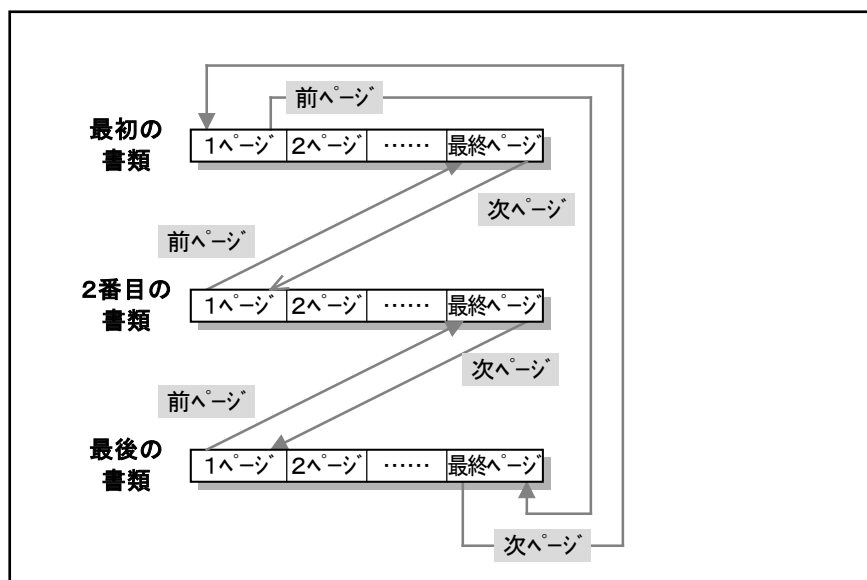 前ページ
最初の
書類
1ページ 2ページ …… 最終ページ
次ページ
前ページ
2番目の
書類
1ページ 2ページ …… 最終ページ
次ページ
前ページ
最後の
書類
1ページ 2ページ …… 最終ページ
次ページ